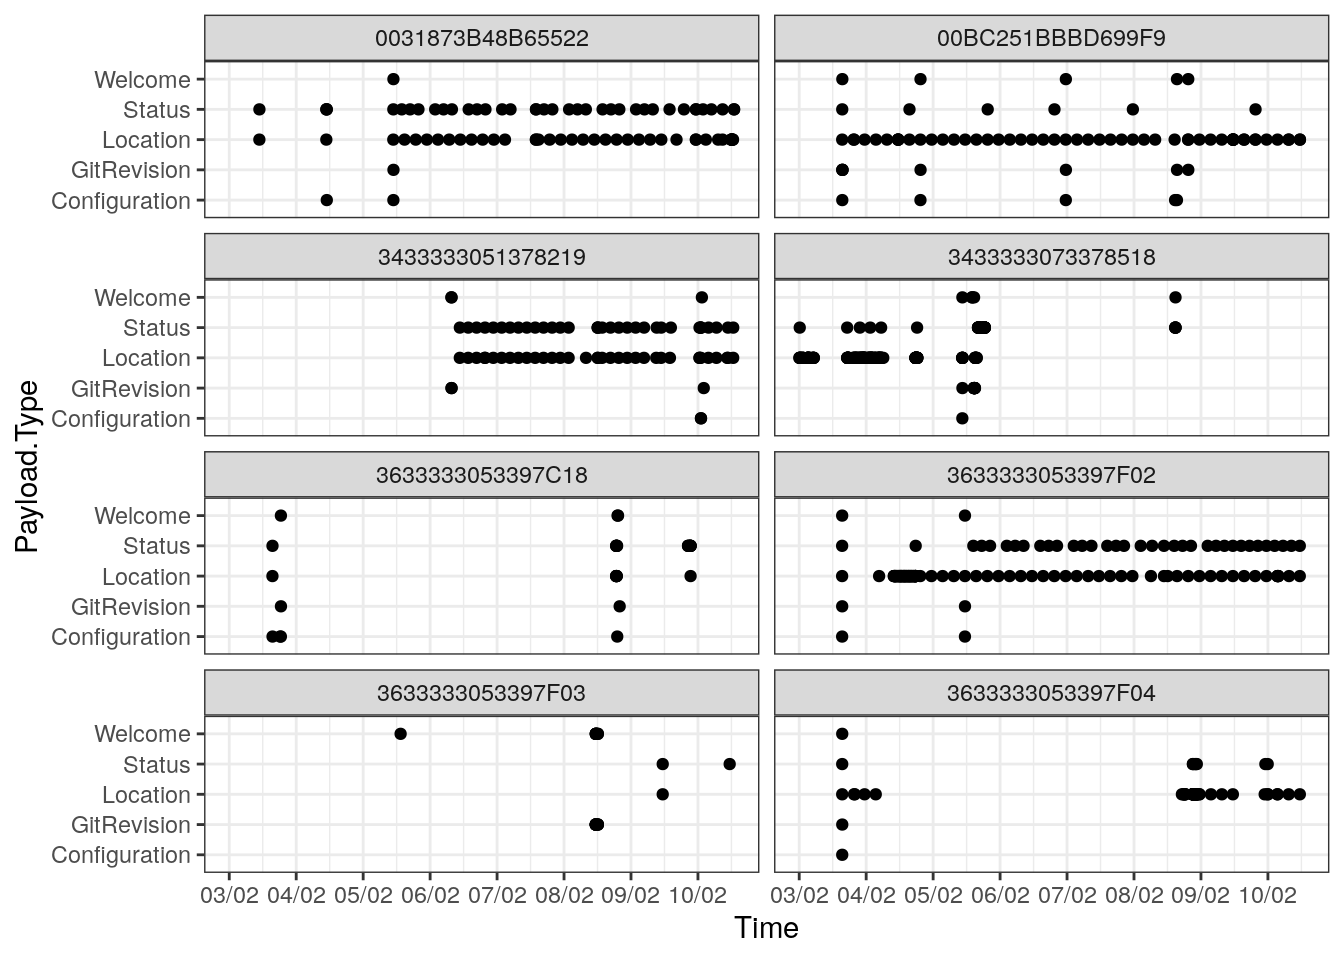 0031873B48B65522
00BC251BBBD699F9
Welcome
Status
Location
GitRevision
Configuration
3433333051378219
3433333073378518
Welcome
Status
Location
GitRevision
Configuration
3633333053397C18
3633333053397F02
Welcome
Status
Location
GitRevision
Configuration
3633333053397F03
3633333053397F04
Welcome
Status
Location
GitRevision
Configuration
03/02 04/02 05/02 06/02 07/02 08/02 09/02 10/02
03/02 04/02 05/02 06/02 07/02 08/02 09/02 10/02
Time
Payload.Type